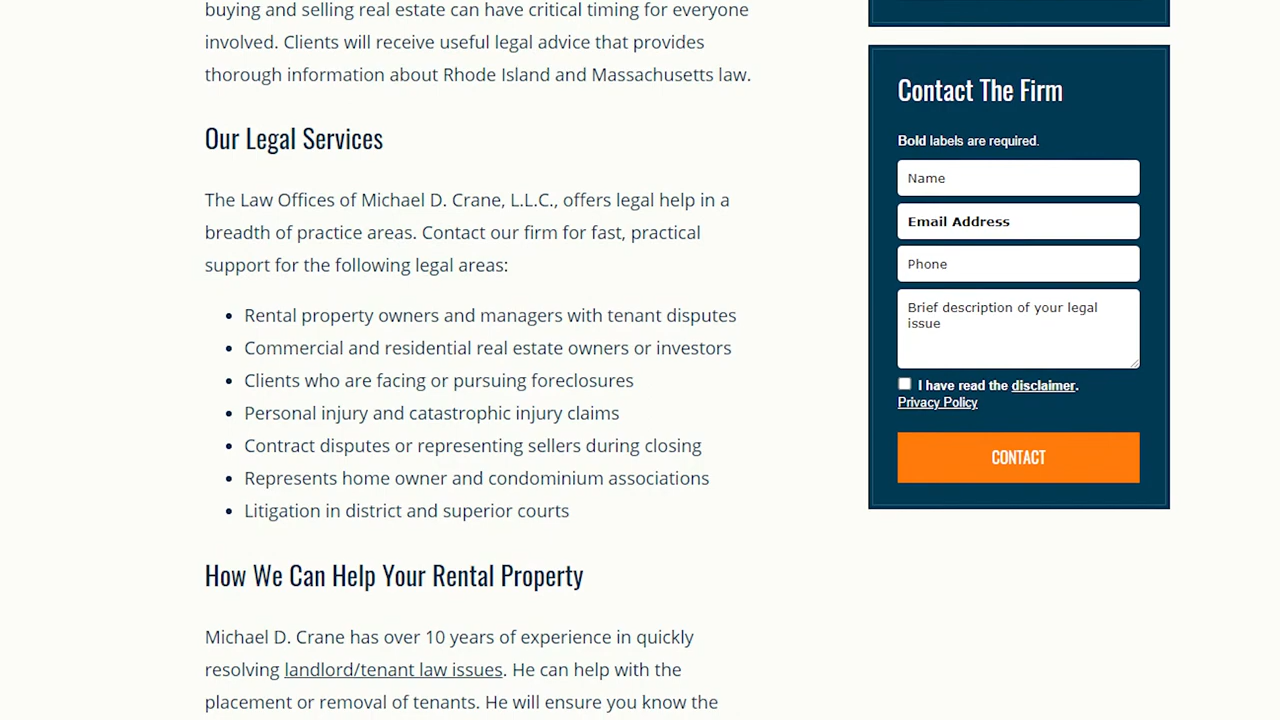 buying and selling real estate can have critical timing for everyone
involved. Clients will receive useful legal advice that provides
thorough information about Rhode Island and Massachusetts law.
Our Legal Services
The Law Offices of Michael D. Crane, L.L.C., offers legal help in a
breadth of practice areas. Contact our firm for fast, practical
support for the following legal areas:
• Rental property owners and managers with tenant disputes
• Commercial and residential real estate owners or investors
• Clients who are facing or pursuing foreclosures
• Personal injury and catastrophic injury claims
• Contract disputes or representing sellers during closing
• Represents home owner and condominium associations
• Litigation in district and superior courts
How We Can Help Your Rental Property
Michael D. Crane has over 10 years of experience in quickly
resolving landlord/tenant law issues. He can help with the
placement or removal of tenants. He will ensure you know the
Contact The Firm
Bold labels are required.
Name
Email Address
Phone
Brief description of your legal
issue
I have read the disclaimer.
Privacy Policy
CONTACT